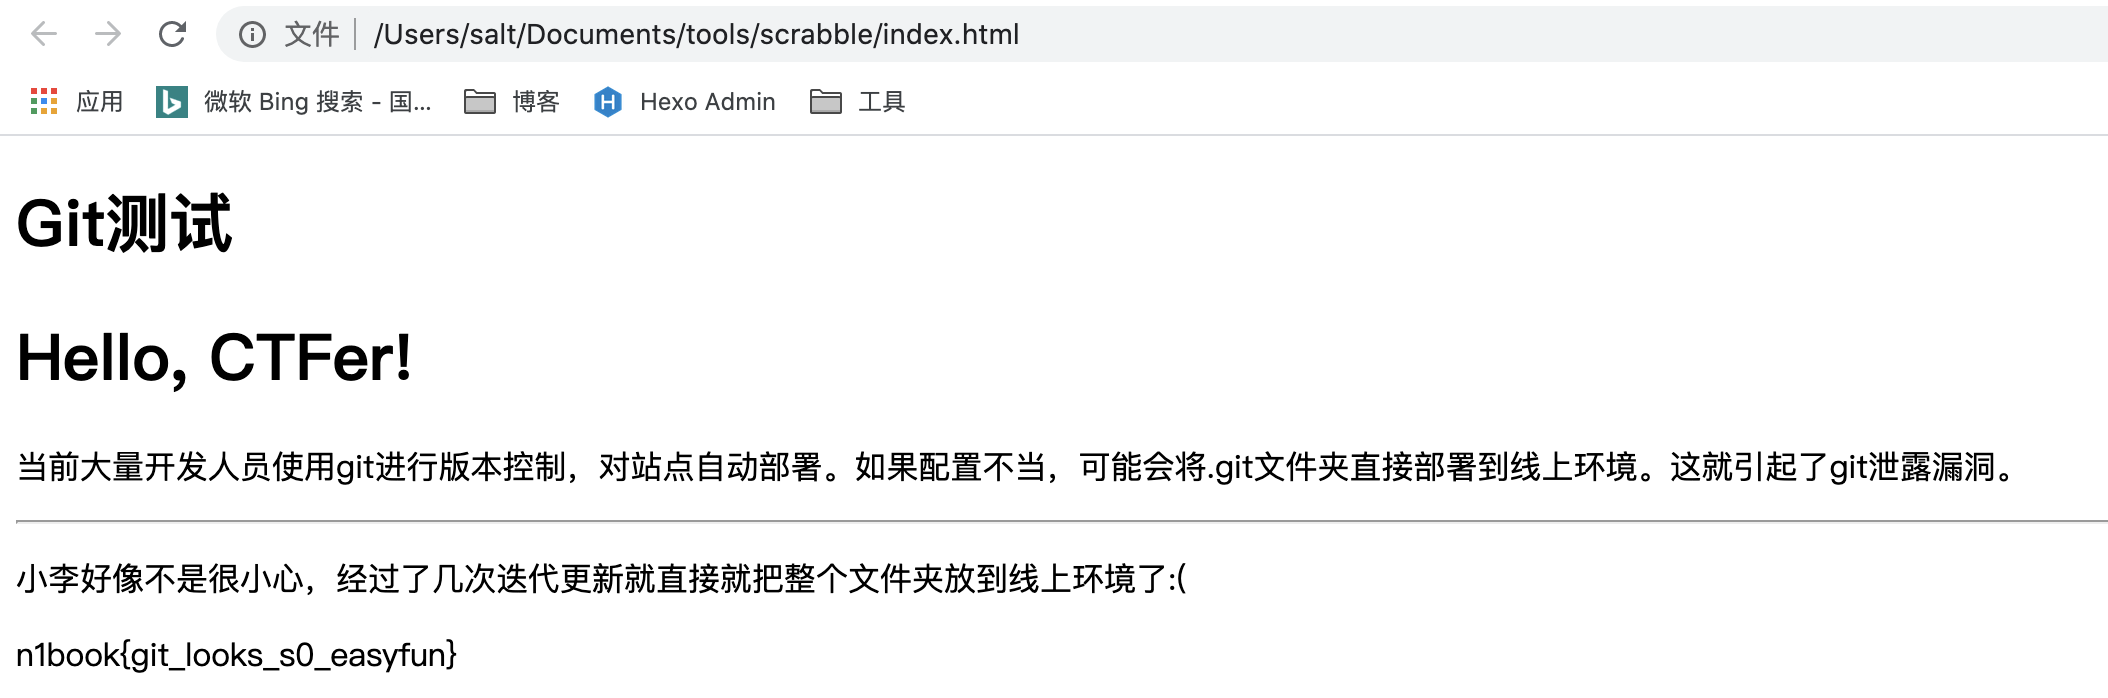 文件 /Users/salt/Documents/tools/scrabble/index.html
应用 微软 Bing 搜索 - 国... 博客 Hexo Admin 工具
Git测试
Hello, CTFer!
当前大量开发人员使用git进行版本控制，对站点自动部署。如果配置不当，可能会将.git文件夹直接部署到线上环境。这就引起了git泄露漏洞。
小李好像不是很小心，经过了几次迭代更新就直接就把整个文件夹放到线上环境了:(
n1book{git_looks_s0_easyfun}